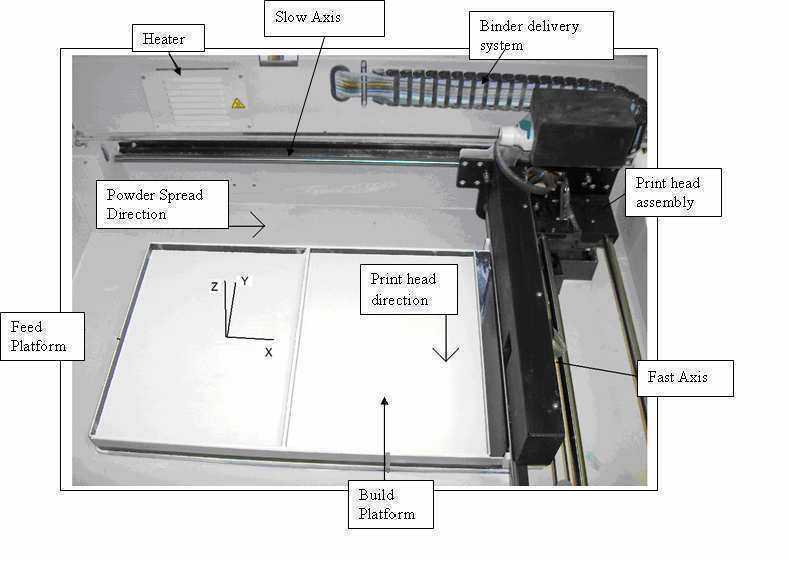 Slow Axis
Binder delivery
system
Heater
Print head
assembly
Powder Spread
Direction
Print head
direction
Z
Y
X
Feed
Platform
Fast Axis
Build
Platform